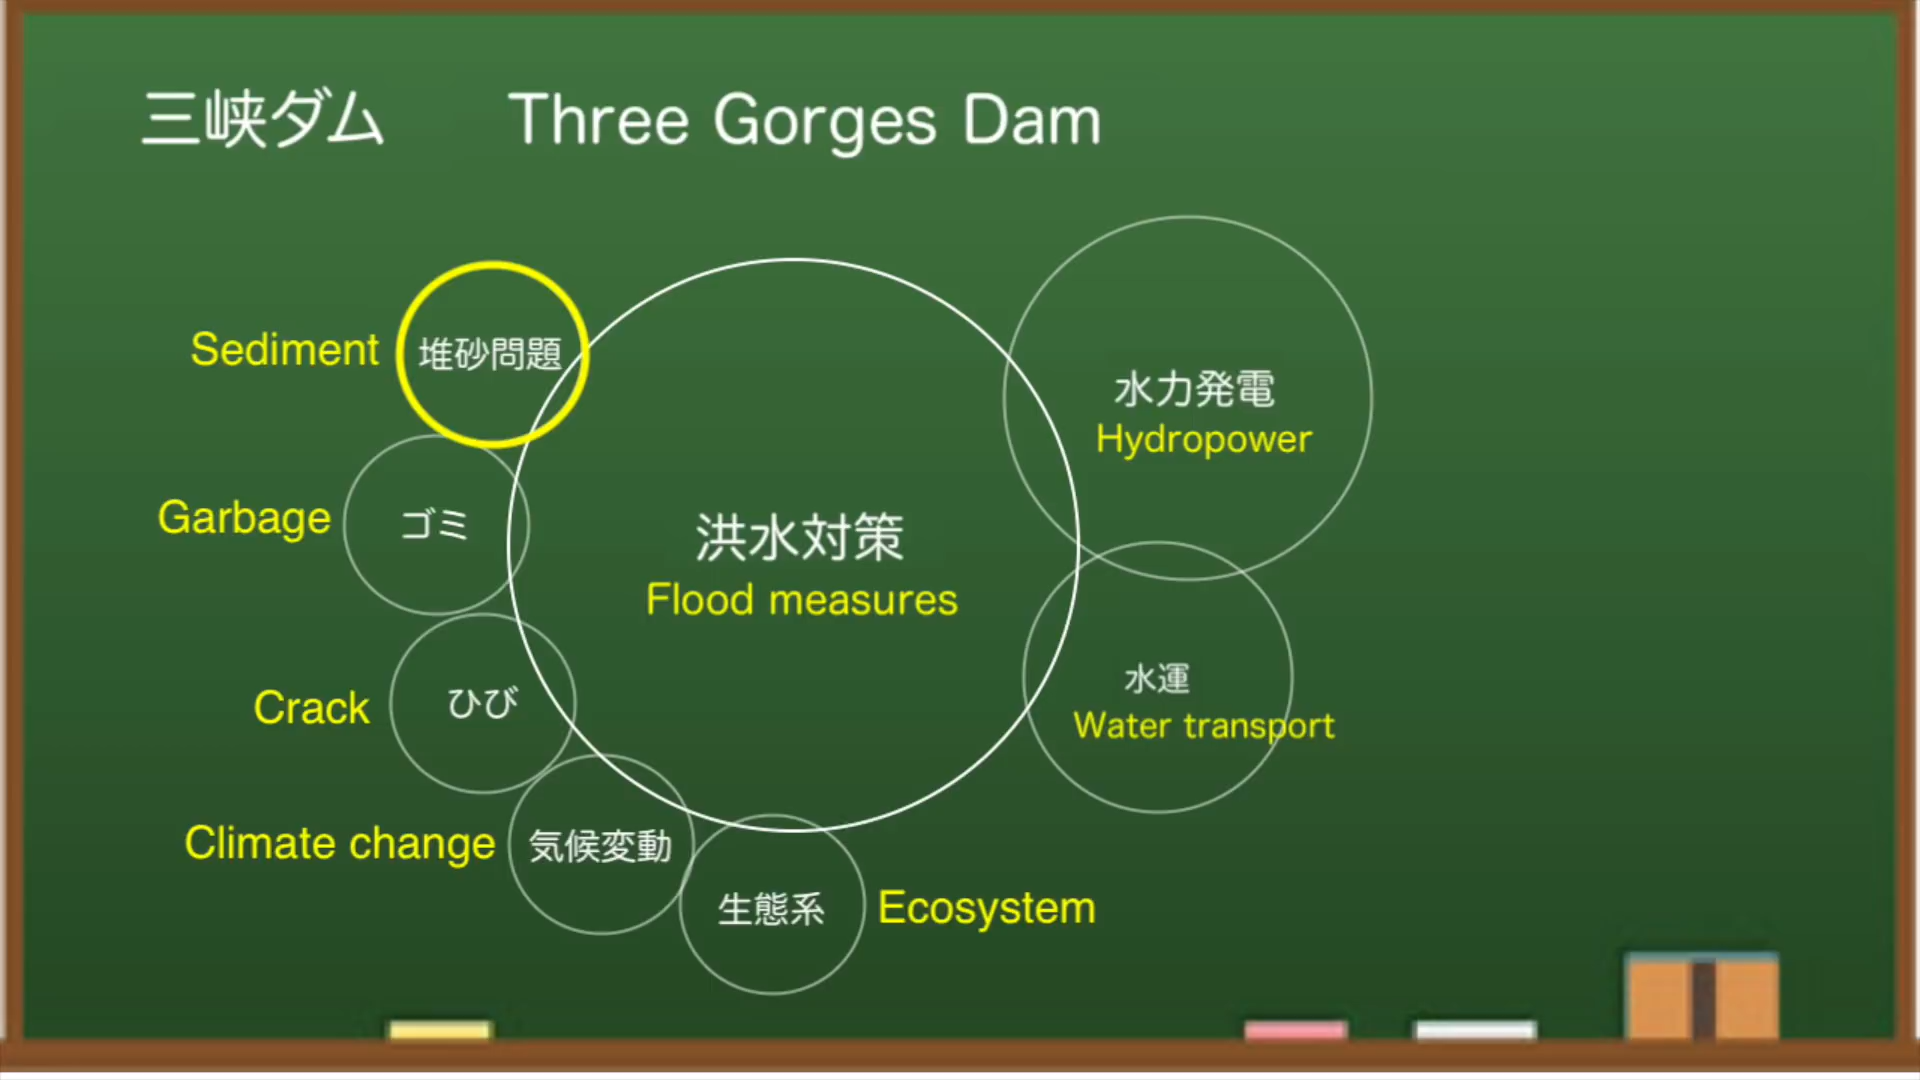 三峡ダム Three Gorges Dam
Sediment 堆砂問題
水力発電
Hydropower
Garbage ゴミ
洪水対策
Flood measures
水運
Water transport
Crack ひび
Climate change 気候変動
生態系 Ecosystem